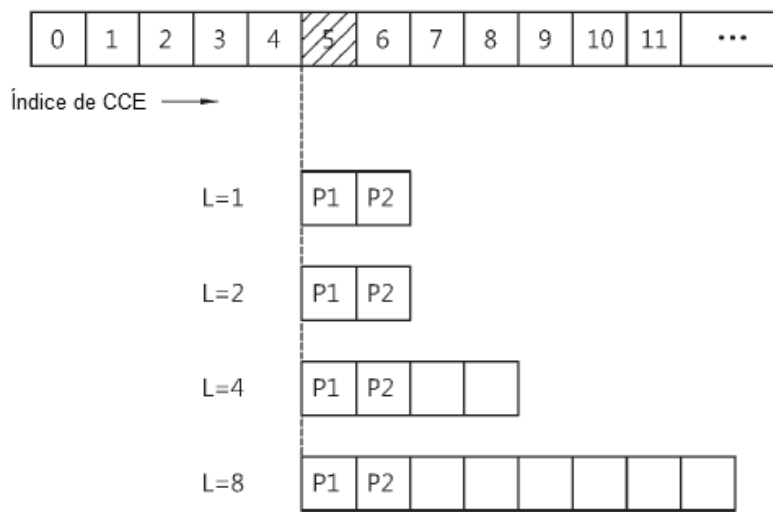 0 1 2 3 4 5 6 7 8 9 10 11 ...
Índice de CCE
L=1 P1 P2
L=2 P1 P2
L=4 P1 P2
L=8 P1 P2